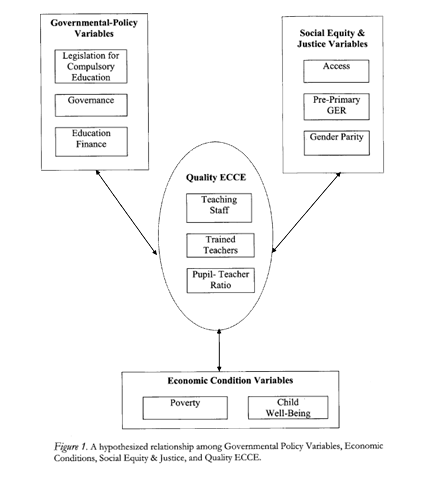 Governmental-Policy
Variables
Legislation for
Compulsory
Education
Governance
Education
Finance
Social Equity &
Justice Variables
Access
Pre-Primary
GER
Gender Parity
Quality ECCE
Teaching
Staff
Trained
Teachers
Pupil- Teacher
Ratio
Economic Condition Variables
Poverty
Child
Well-Being
Figure 1. A hypothesized relationship among Governmental Policy Variables, Economic
Conditions, Social Equity & Justice, and Quality ECCE.